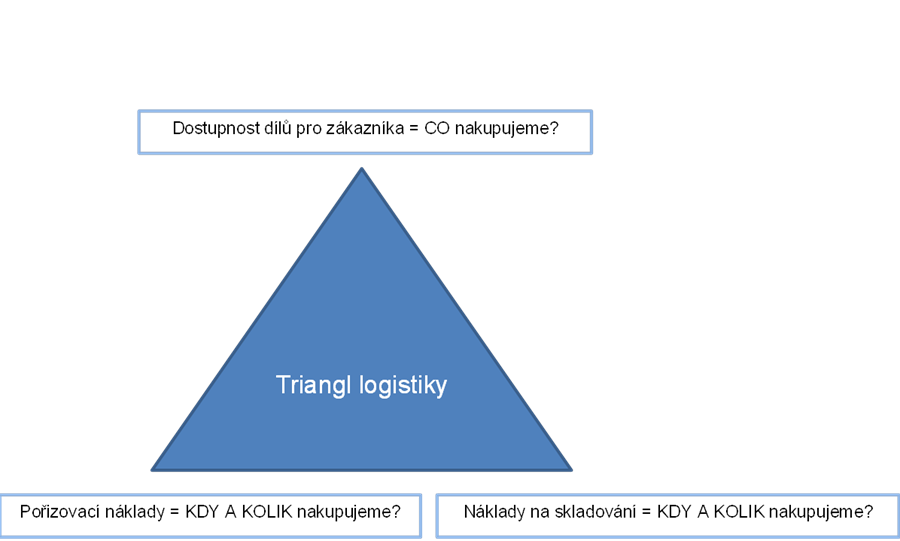 Dostupnost dílů pro zákazníka = CO nakupujeme?
Triangl logistiky
Pořizovací náklady = KDY A KOLIK nakupujeme?
Náklady na skladování = KDY A KOLIK nakupujeme?